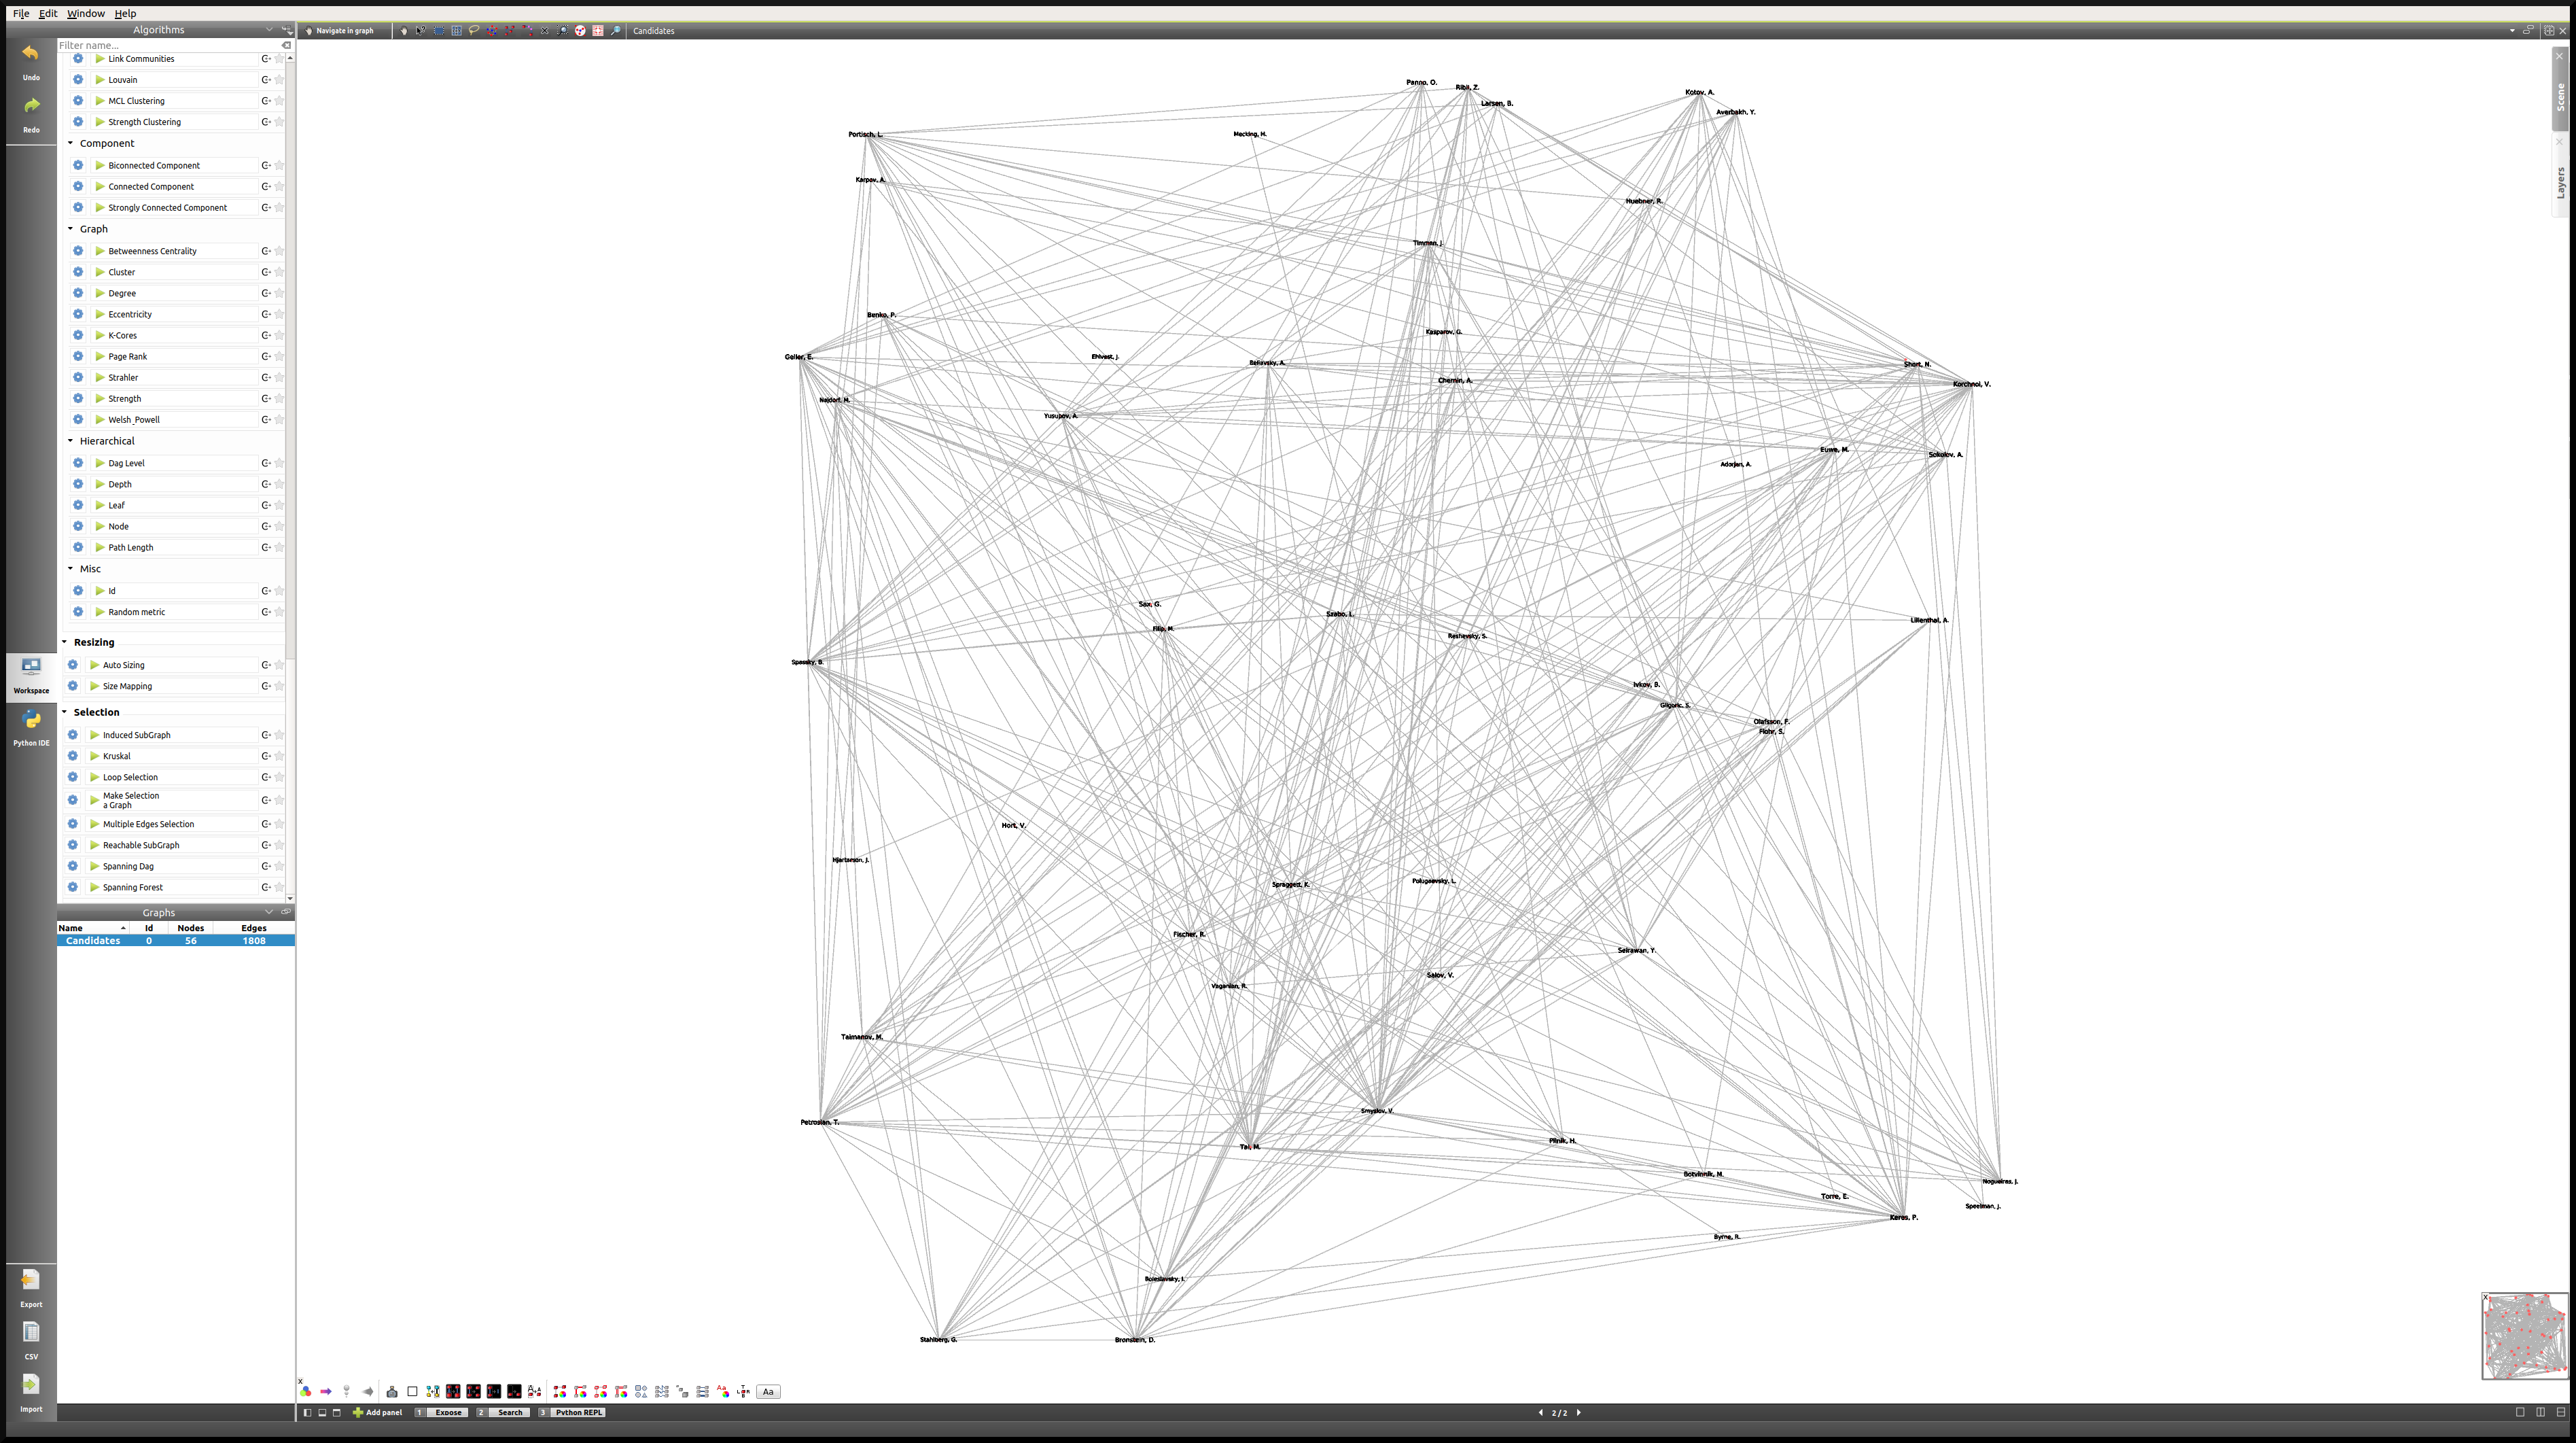 File Edit Window Help
Algorithms
Navigate in graph
Candidates
Filter name...
Undo
Redo
Workspace
Python IDE
Export
CSV
Import
Link Communities
Louvain
MCL Clustering
Strength Clustering
Component
Biconnected Component
Connected Component
Strongly Connected Component
Graph
Betweenness Centrality
Cluster
Degree
Eccentricity
K-Cores
Page Rank
Strahler
Strength
Welsh_Powell
Hierarchical
Dag Level
Depth
Leaf
Node
Path Length
Misc
Id
Random metric
Resizing
Auto Sizing
Size Mapping
Selection
Induced SubGraph
Kruskal
Loop Selection
Make Selection
a Graph
Multiple Edges Selection
Reachable SubGraph
Spanning Dag
Spanning Forest
Graphs
Name Id Nodes Edges
Candidates 0 56 1808
Panno, O.
Ribli, Z.
Kotov, A.
Larsen, B.
Averbakh, Y.
Portisch, L.
Mecking, H.
Karpov, A.
Huebner, R.
Timman, J.
Benko, P.
Kasparov, G.
Geller, E.
Ehlvest, J.
Beliavsky, A.
Short, N.
Chernin, A.
Korchnoi, V.
Najdorf, M.
Yusupov, A.
Euwe, M.
Sokolov, A.
Adorjan, A.
Sax, G.
Szabo, L.
Lilienthal, A.
Filip, M.
Reshevsky, S.
Spassky, B.
Ivkov, B.
Gligoric, S.
Olafsson, F.
Flohr, S.
Hort, V.
Hjartarson, J.
Spraggett, K.
Polugaevsky, L.
Fischer, R.
Seirawan, Y.
Salov, V.
Vaganian, R.
Taimanov, M.
Smyslov, V.
Petrosian, T.
Pilnik, H.
Tal, M.
Botvinnik, M.
Nogueiras, J.
Torre, E.
Speelman, J.
Keres, P.
Byrne, R.
Boleslavsky, I.
Stahlberg, G.
Bronstein, D.
Scene
Layers
X
X
Aa
Add panel
1 Expose
2 Search
3 Python REPL
2 / 2